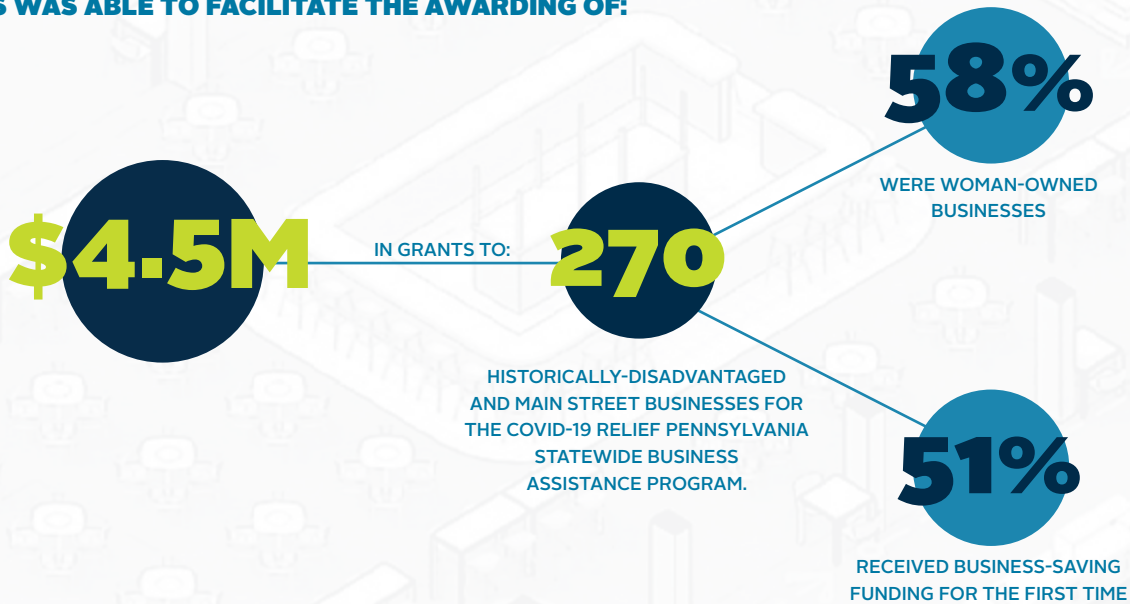 S WAS ABLE TO FACILITATE THE AWARDING OF:
$4.5M
IN GRANTS TO:
270
HISTORICALLY-DISADVANTAGED
AND MAIN STREET BUSINESSES FOR
THE COVID-19 RELIEF PENNSYLVANIA
STATEWIDE BUSINESS
ASSISTANCE PROGRAM.
58%
WERE WOMAN-OWNED
BUSINESSES
51%
RECEIVED BUSINESS-SAVING
FUNDING FOR THE FIRST TIME